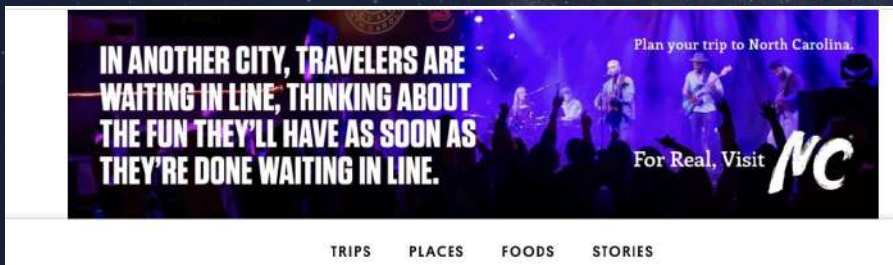 IN ANOTHER CITY, TRAVELERS ARE
WAITING IN LINE, THINKING ABOUT
THE FUN THEY'LL HAVE AS SOON AS
THEY'RE DONE WAITING IN LINE.
Plan your trip to North Carolina.
For Real, Visit NC
TRIPS PLACES FOODS STORIES